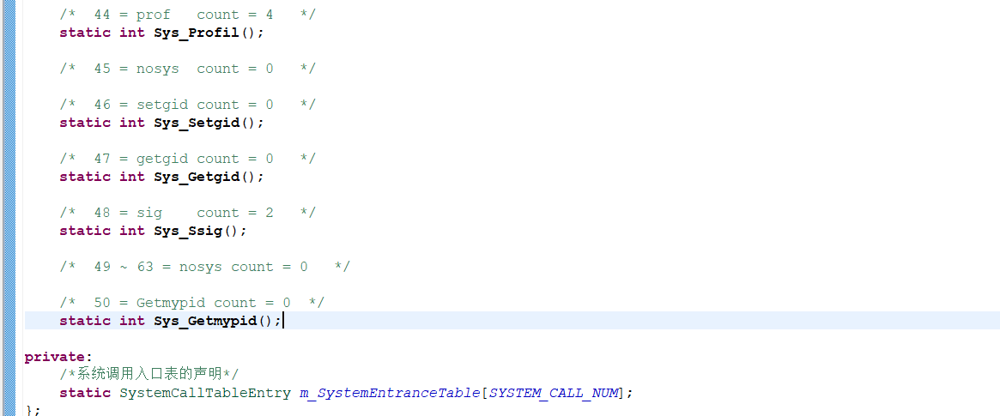 /*  44 = prof   count = 4   */
static int Sys_Profil();
/*  45 = nosys  count = 0   */
/*  46 = setgid count = 0   */
static int Sys_Setgid();
/*  47 = getgid count = 0   */
static int Sys_Getgid();
/*  48 = sig    count = 2   */
static int Sys_Ssig();
/*  49 ~ 63 = nosys count = 0   */
/*  50 = Getmypid count = 0  */
static int Sys_Getmypid();
private:
/*系统调用入口表的声明*/
static SystemCallTableEntry m_SystemEntranceTable[SYSTEM_CALL_NUM];
};